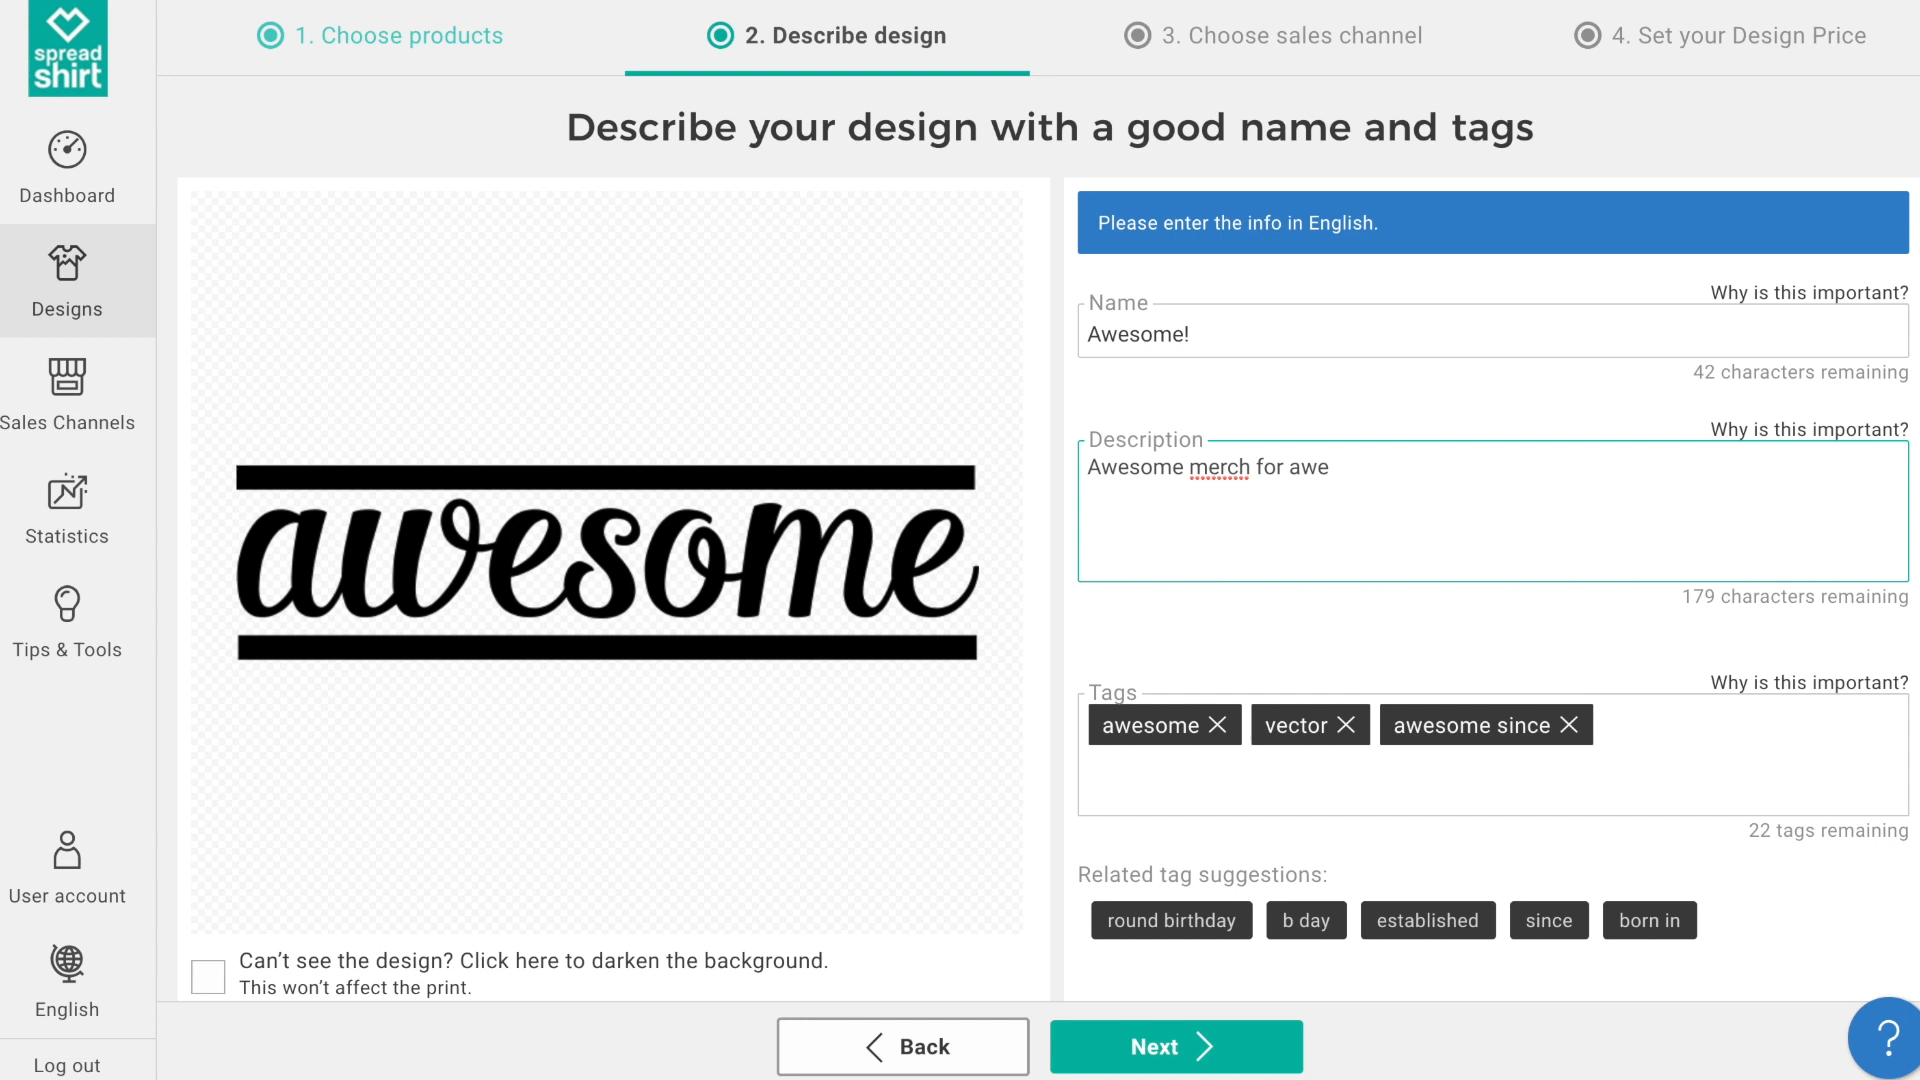 spread
shirt
Dashboard
Designs
Sales Channels
Statistics
Tips & Tools
User account
English
Log out
1. Choose products
2. Describe design
3. Choose sales channel
4. Set your Design Price
Describe your design with a good name and tags
awesome
Can't see the design? Click here to darken the background.
This won't affect the print.
Please enter the info in English.
Name
Why is this important?
Awesome!
42 characters remaining
Description
Why is this important?
Awesome merch for awe
179 characters remaining
Tags
Why is this important?
awesome vector awesome since
22 tags remaining
Related tag suggestions:
round birthday b day established since born in
Back
Next
?